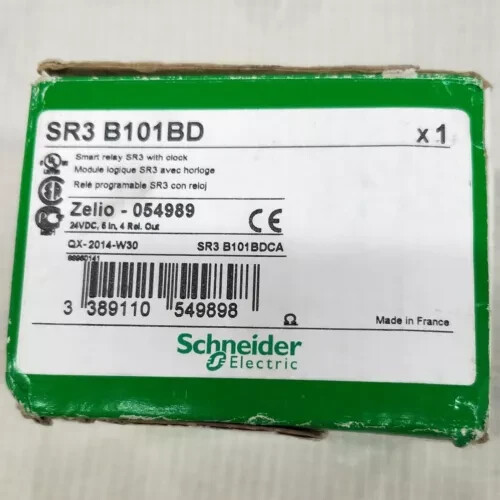 SR3 B101BD x 1
Smart relay SR3 with clock
Module logique SR3 avec horloge
Relé programable SR3 con reloj
Zelio - 054989
24VDC, 6 in, 4 Rel. Out
CE
QX-2014-W30 SR3 B101BDCA
88950141
3 389110 549898
Made in France
Schneider
Electric